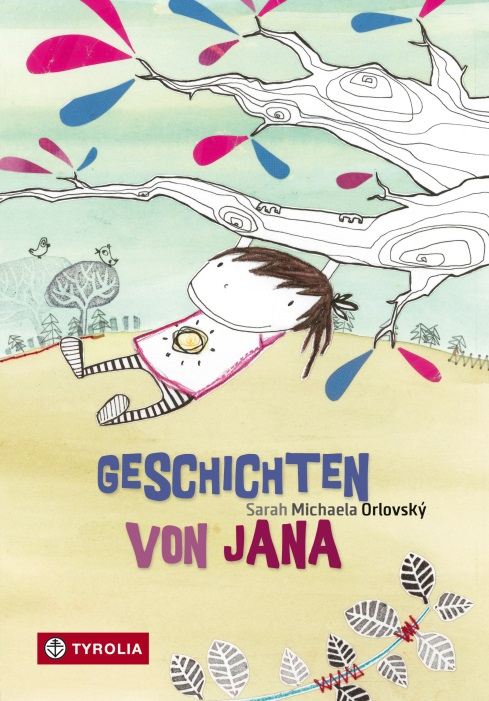 GESCHICHTEN
Sarah Michaela Orlovský
VON JANA
TYROLIA